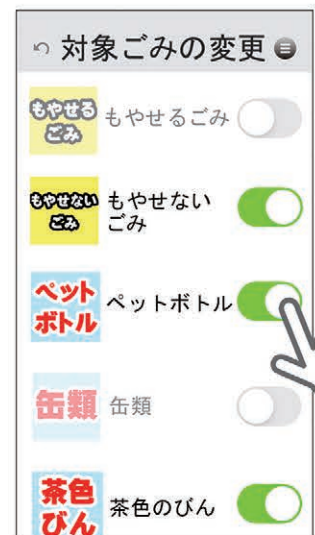 対象ごみの変更
もやせる
ごみ
もやせるごみ
もやせない
ごみ
もやせない
ごみ
ペット
ボトル
ペットボトル
缶類
缶類
茶色
びん
茶色のびん